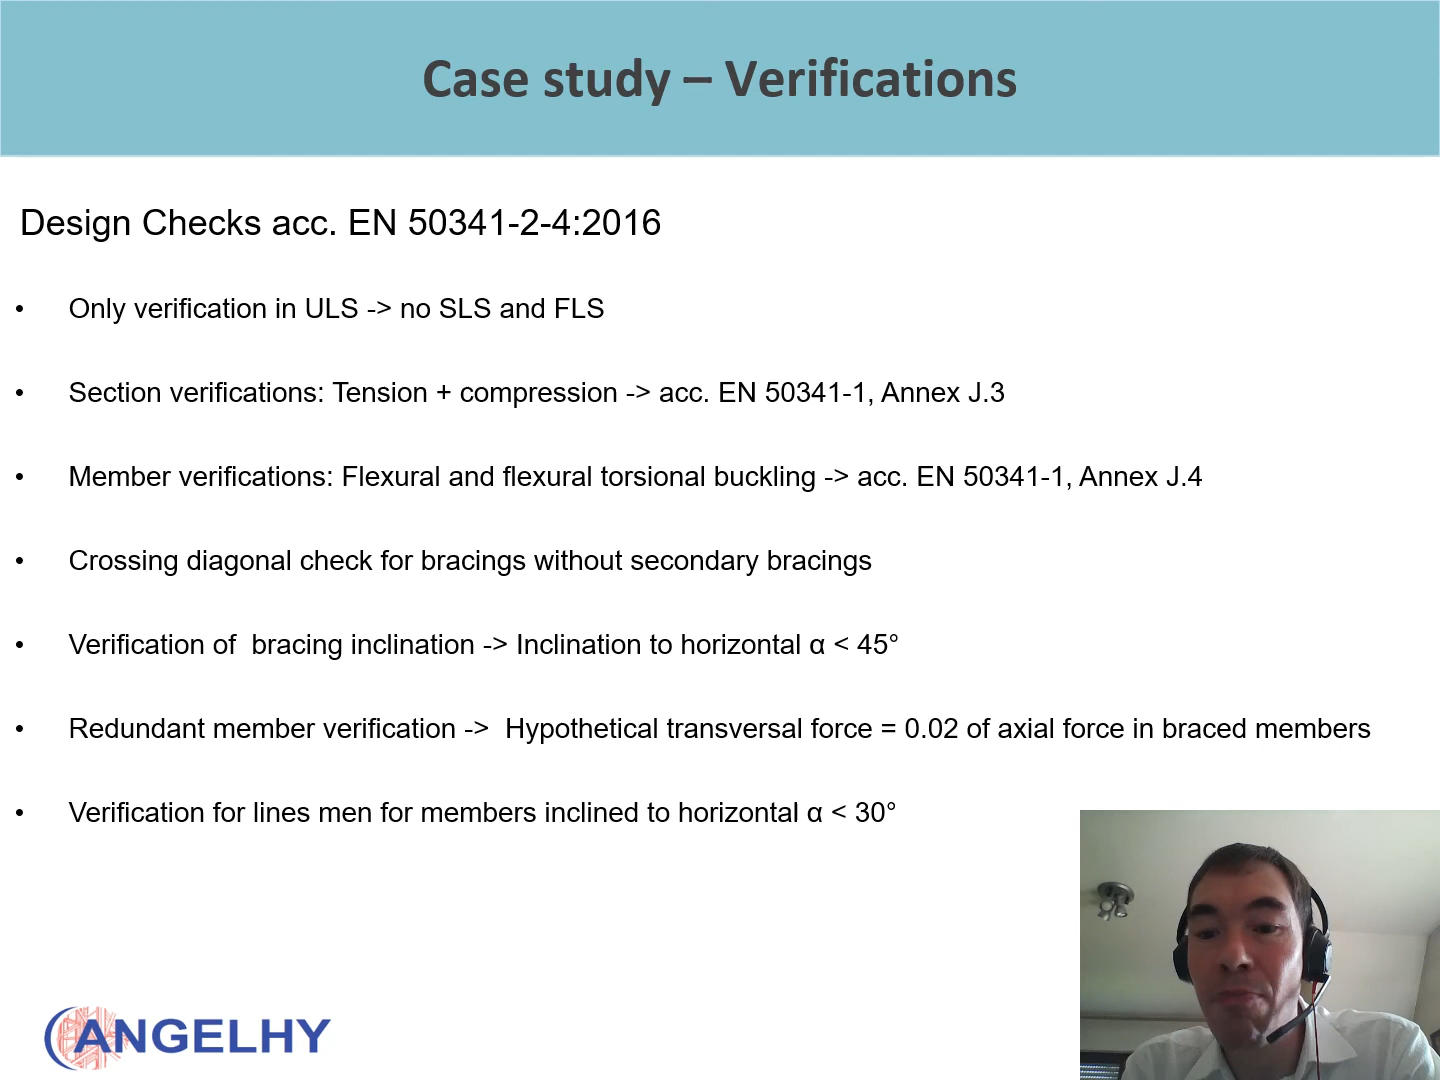 Case study – Verifications
Design Checks acc. EN 50341-2-4:2016
• Only verification in ULS -> no SLS and FLS
• Section verifications: Tension + compression -> acc. EN 50341-1, Annex J.3
• Member verifications: Flexural and flexural torsional buckling -> acc. EN 50341-1, Annex J.4
• Crossing diagonal check for bracings without secondary bracings
• Verification of  bracing inclination -> Inclination to horizontal α < 45°
• Redundant member verification ->  Hypothetical transversal force = 0.02 of axial force in braced members
• Verification for lines men for members inclined to horizontal α < 30°
ANGELHY